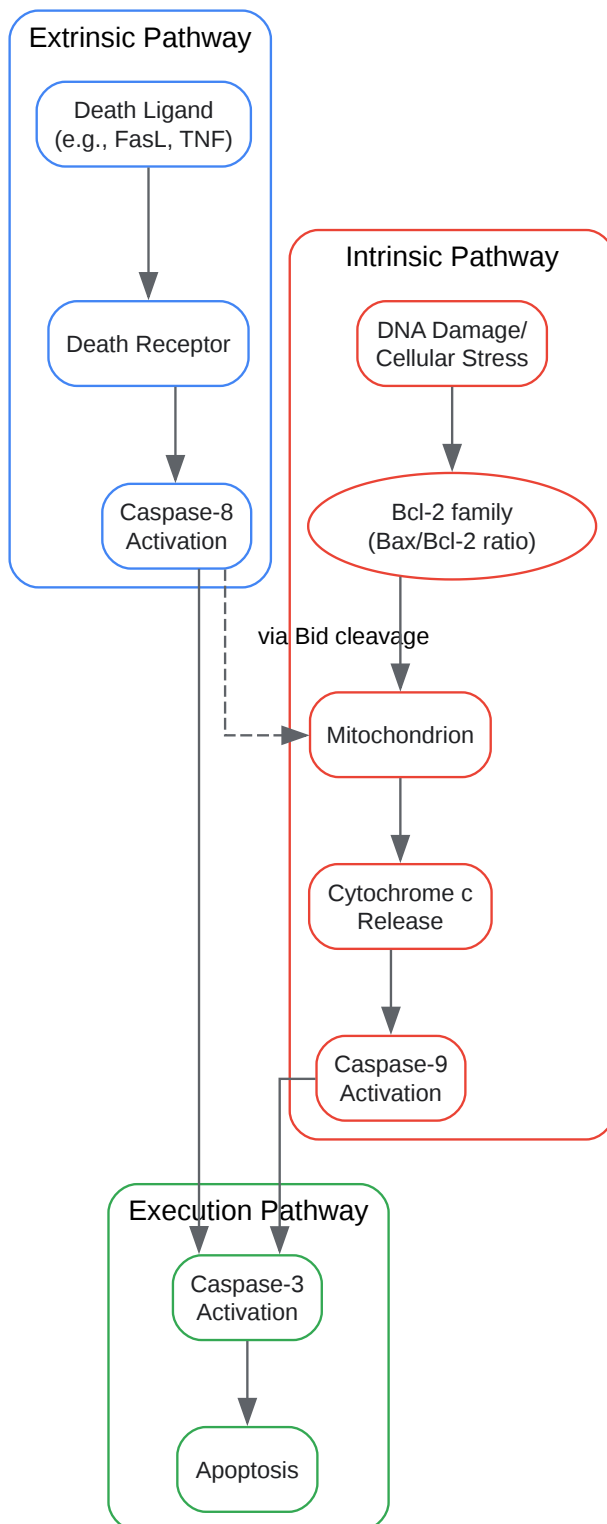 Extrinsic Pathway
Death Ligand
(e.g., FasL, TNF)
Death Receptor
Caspase-8
Activation
Intrinsic Pathway
DNA Damage/
Cellular Stress
Bcl-2 family
(Bax/Bcl-2 ratio)
via Bid cleavage
Mitochondrion
Cytochrome c
Release
Caspase-9
Activation
Execution Pathway
Caspase-3
Activation
Apoptosis